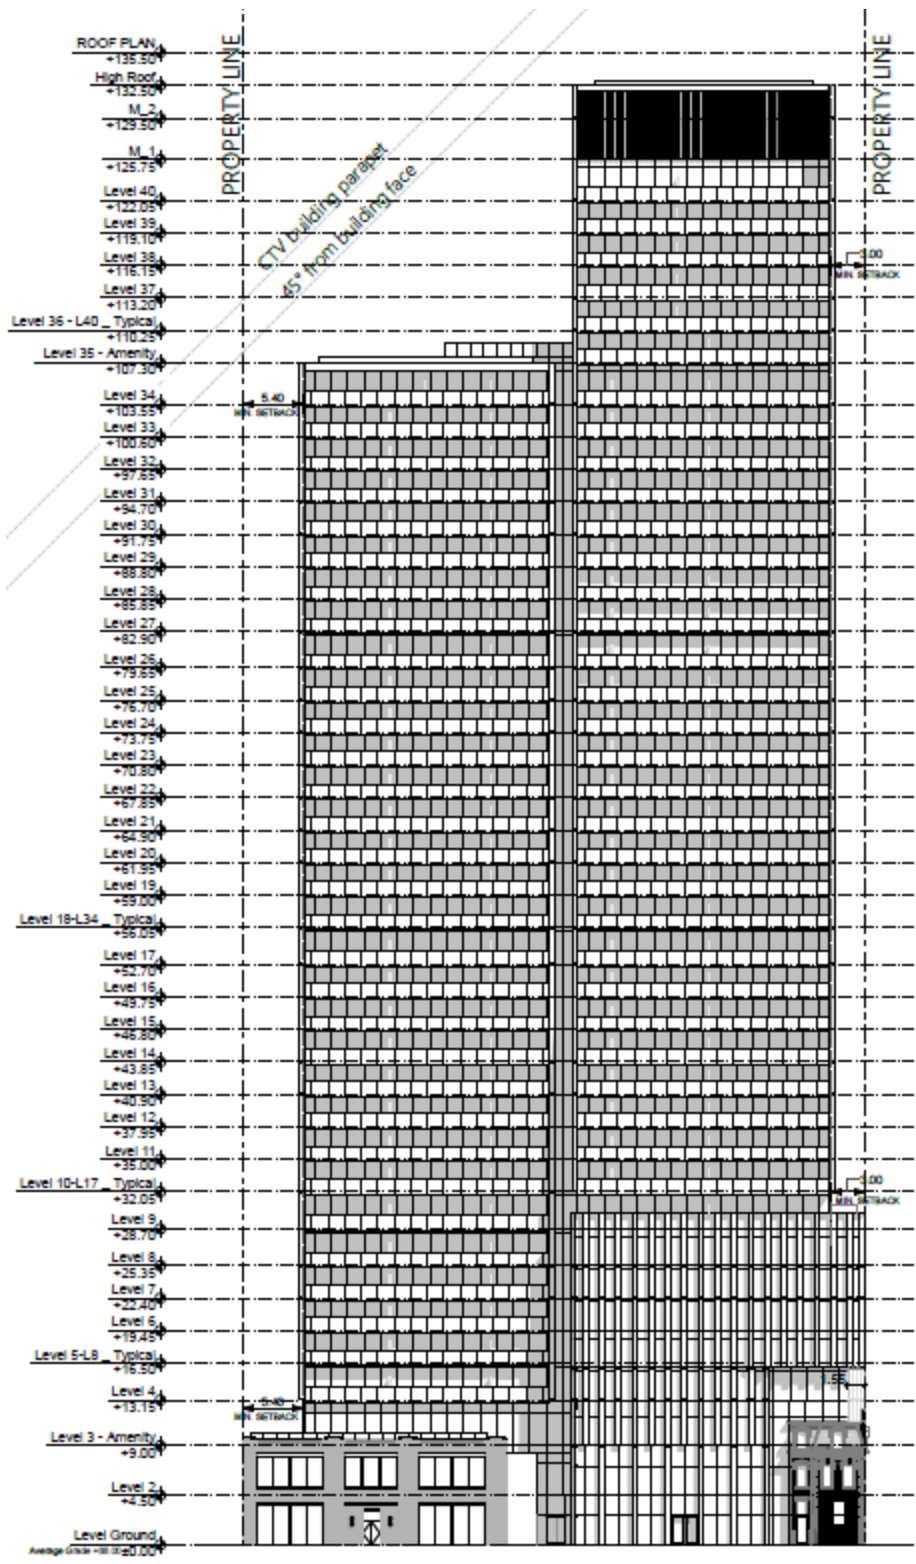 ROOF PLAN
+135.50
High Roof
+132.50
M_2
+129.50
M_1
+125.75
Level 40
+122.05
Level 39
+119.10
Level 38
+116.15
Level 37
+113.20
Level 36 - L40 _ Typical
+110.25
Level 35 - Amenity
+107.30
Level 34
+103.55
Level 33
+100.60
Level 32
+97.65
Level 31
+94.70
Level 30
+91.75
Level 29
+88.80
Level 28
+85.85
Level 27
+82.90
Level 26
+79.65
Level 25
+76.70
Level 24
+73.75
Level 23
+70.80
Level 22
+67.85
Level 21
+64.90
Level 20
+61.95
Level 19
+59.00
Level 18-L34 _ Typical
+56.05
Level 17
+52.70
Level 16
+49.75
Level 15
+46.80
Level 14
+43.85
Level 13
+40.90
Level 12
+37.95
Level 11
+35.00
Level 10-L17 _ Typical
+32.05
Level 9
+28.70
Level 8
+25.35
Level 7
+22.40
Level 6
+19.45
Level 5-L8 _ Typical
+16.50
Level 4
+13.15
Level 3 - Amenity
+9.00
Level 2
+4.50
Level Ground
±0.00
Average Grade
PROPERTY LINE
CTV building parapet
45° from building face
5.40
MIN. SETBACK
5.40
MIN. SETBACK
PROPERTY LINE
3.00
MIN. SETBACK
3.00
MIN. SETBACK
1.55